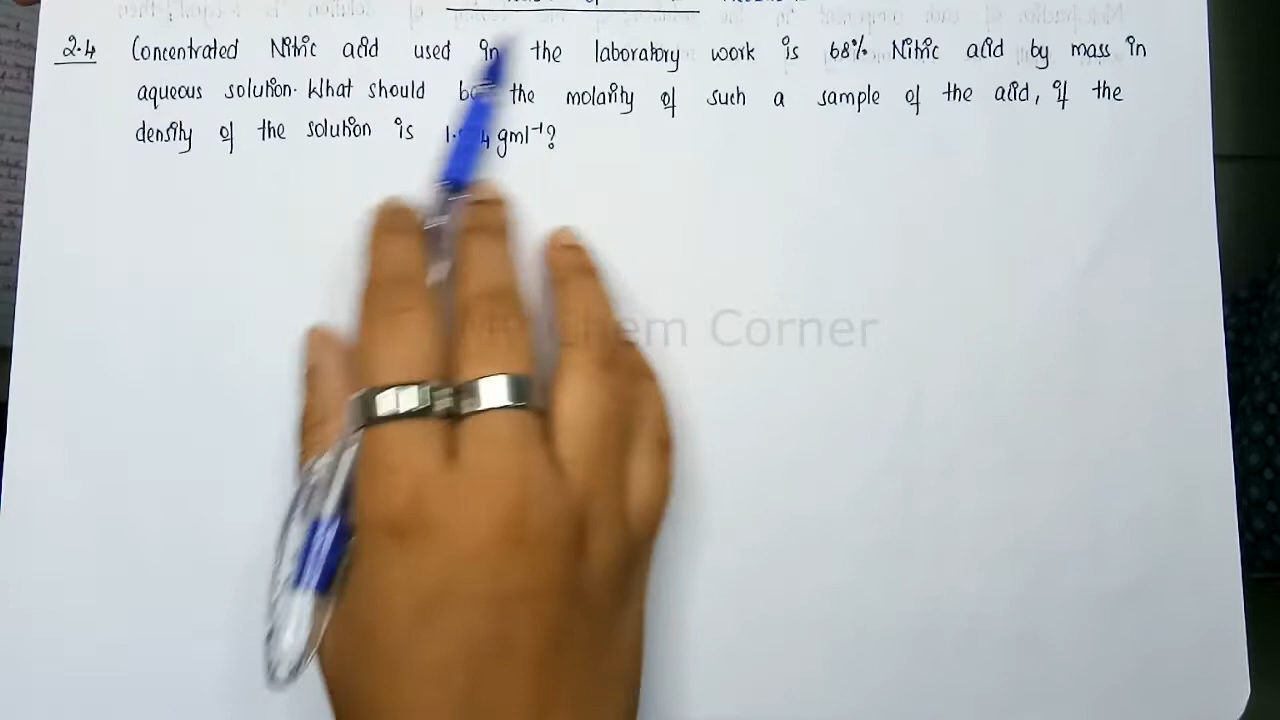 2.4 Concentrated Nitric acid used in the laboratory work is 68% Nitric acid by mass in
aqueous solution. What should be the molarity of such a sample of the acid, if the
density of the solution is gml⁻¹?
Chem Corner